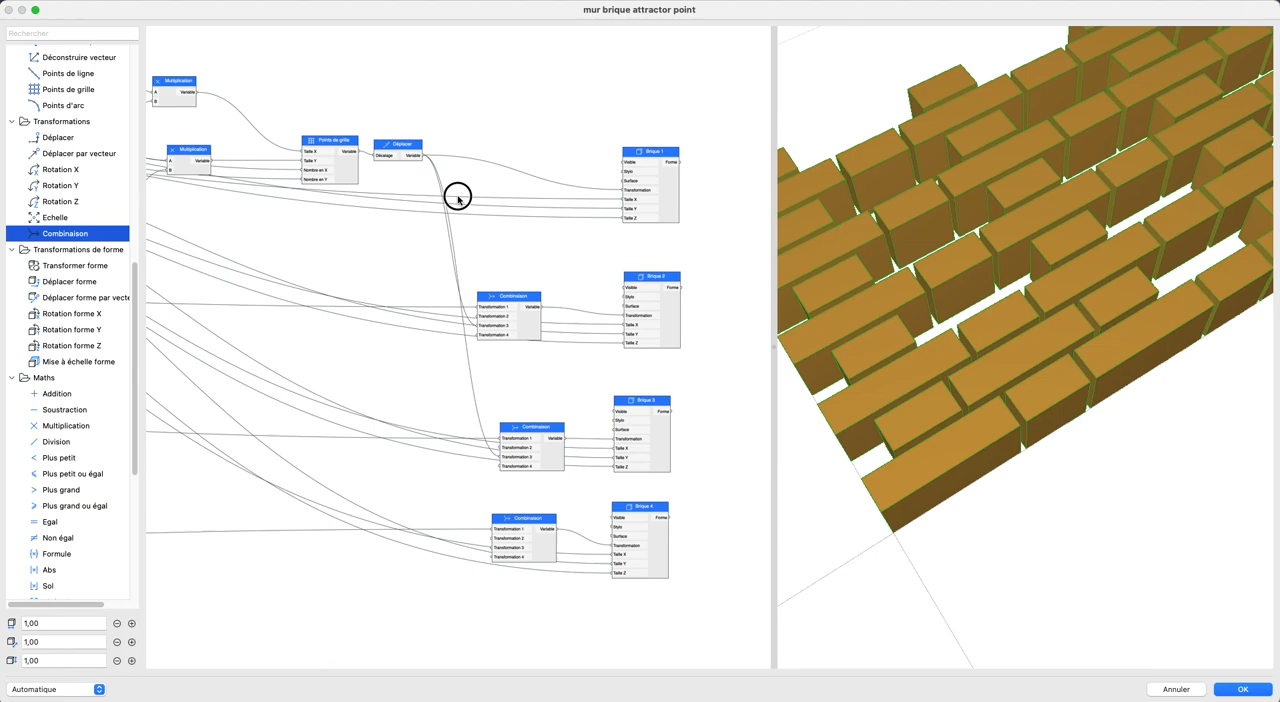 mur brique attractor point
Rechercher
Déconstruire vecteur
Points de ligne
Points de grille
Points d'arc
Transformations
Déplacer
Déplacer par vecteur
Rotation X
Rotation Y
Rotation Z
Echelle
Combinaison
Transformations de forme
Transformer forme
Déplacer forme
Déplacer forme par vecte
Rotation forme X
Rotation forme Y
Rotation forme Z
Mise à échelle forme
Maths
Addition
Soustraction
Multiplication
Division
Plus petit
Plus petit ou égal
Plus grand
Plus grand ou égal
Egal
Non égal
Formule
Abs
Sol
1,00
1,00
1,00
Automatique
Multiplication
A Variable
B
Multiplication
A Variable
B
Points de grille
Taille X Variable
Taille Y
Nombre en X
Nombre en Y
Déplacer
Décalage Variable
Brique 1
Visible Forme
Stylo
Surface
Transformation
Taille X
Taille Y
Taille Z
Combinaison
Transformation 1 Variable
Transformation 2
Transformation 3
Transformation 4
Brique 2
Visible Forme
Stylo
Surface
Transformation
Taille X
Taille Y
Taille Z
Combinaison
Transformation 1 Variable
Transformation 2
Transformation 3
Transformation 4
Brique 3
Visible Forme
Stylo
Surface
Transformation
Taille X
Taille Y
Taille Z
Combinaison
Transformation 1 Variable
Transformation 2
Transformation 3
Transformation 4
Brique 4
Visible Forme
Stylo
Surface
Transformation
Taille X
Taille Y
Taille Z
Annuler OK